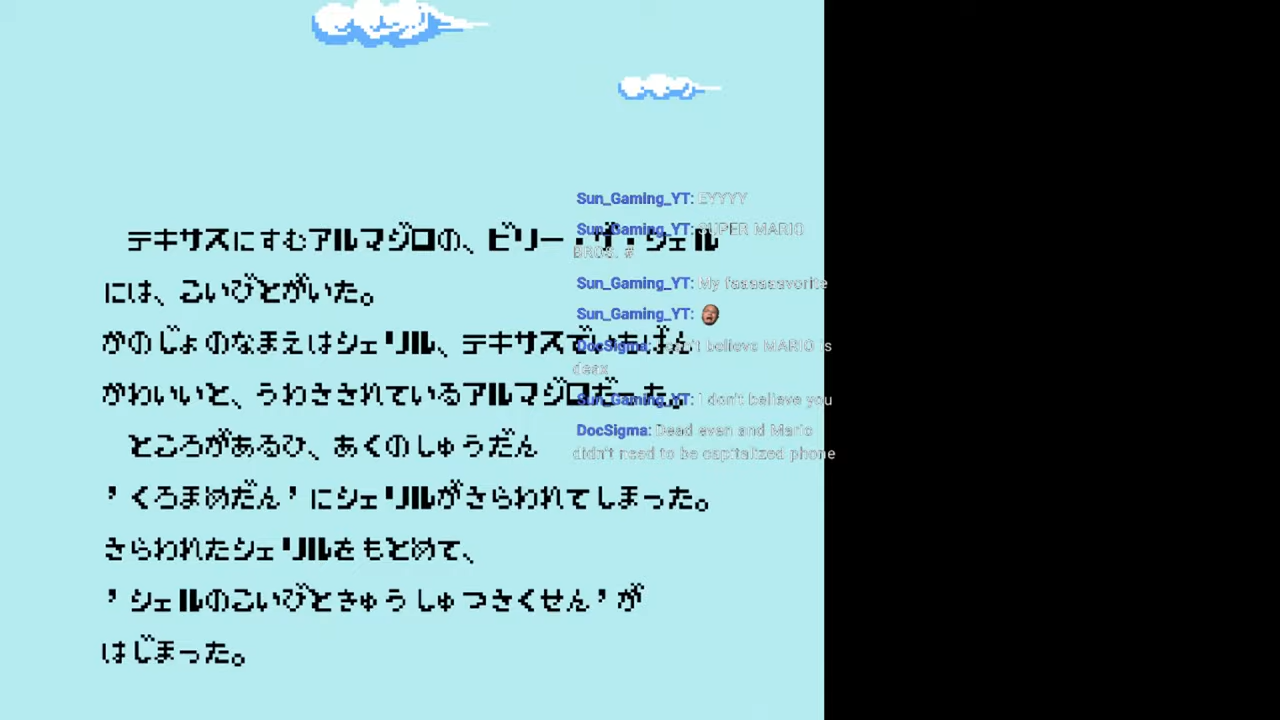 テキサスにすむアルマジロの、ビリー・ザ・シェル
には、こいびとがいた。
かのじょのなまえはシェリル、テキサスでいちばん
かわいいと、うわさされているアルマジロだった。
ところがあるひ、あくのしゅうだん
'くろまめだん'にシェリルがさらわれてしまった。
さらわれたシェリルをもとめて、
'シェルのこいびときゅうしゅつさくせん'が
はじまった。
Sun_Gaming_YT: EYYYY
Sun_Gaming_YT: SUPER MARIO
BROS. #
Sun_Gaming_YT: My faaaaaavorite
Sun_Gaming_YT:
DocSigma: I can't believe MARIO is
deax
Sun_Gaming_YT: I don't believe you
DocSigma: Dead even and Mario
didn't need to be capitalized phone